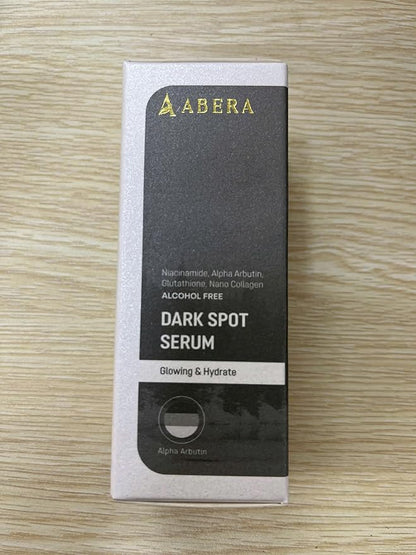 ABERA
Niacinamide, Alpha Arbutin,
Glutathione, Nano Collagen
ALCOHOL FREE
DARK SPOT
SERUM
Glowing & Hydrate
Alpha Arbutin